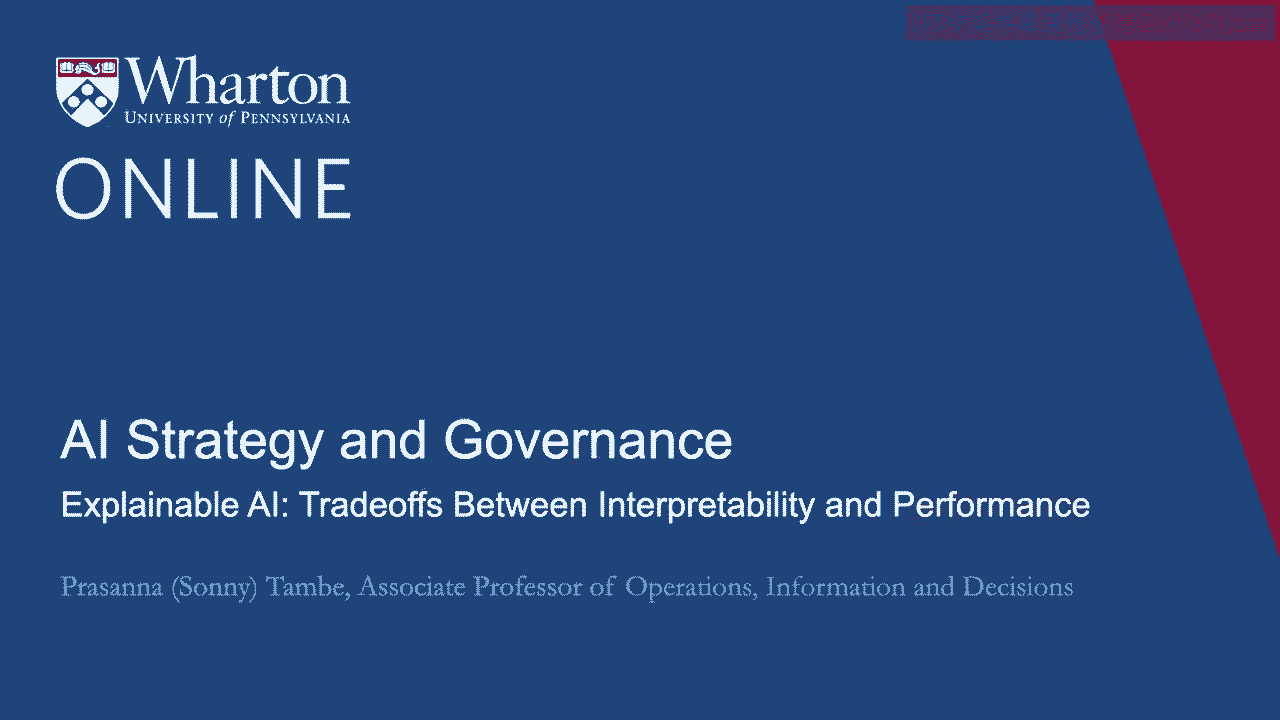 Wharton
UNIVERSITY of PENNSYLVANIA
ONLINE
AI Strategy and Governance
Explainable AI: Tradeoffs Between Interpretability and Performance
Prasanna (Sonny) Tambe, Associate Professor of Operations, Information and Decisions